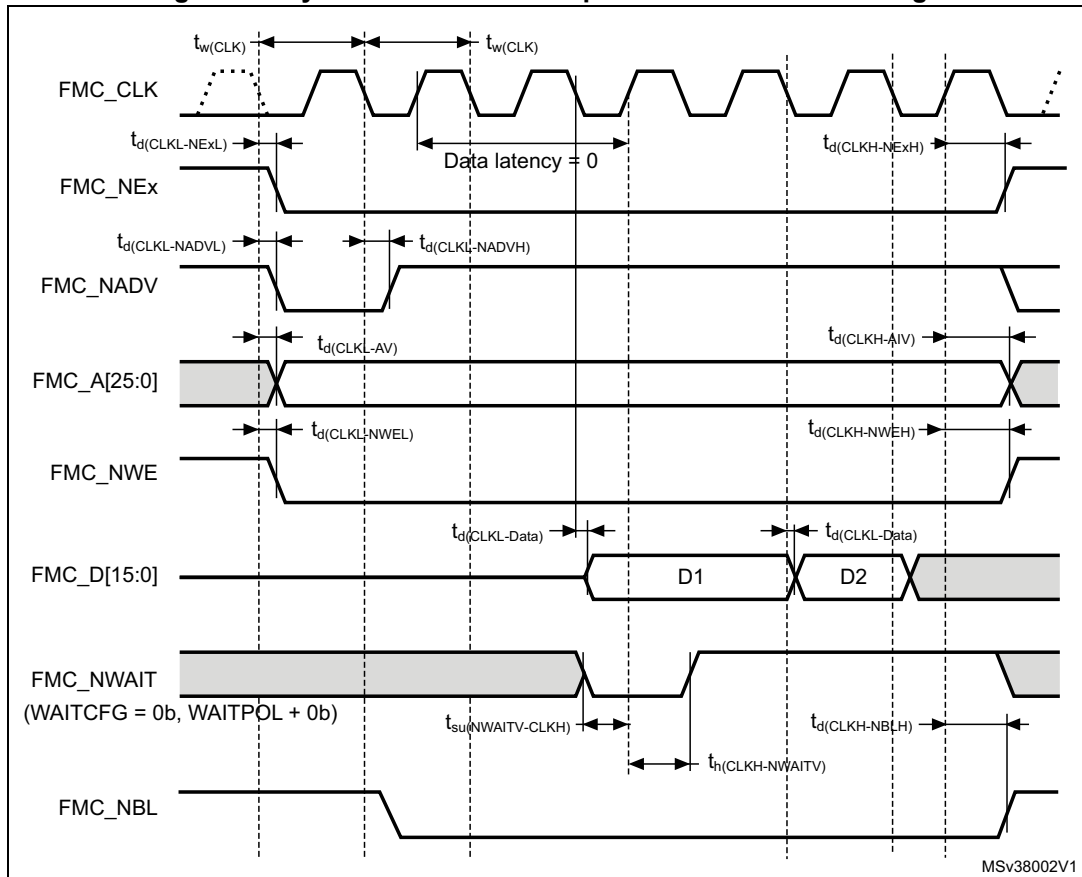 tw(CLK) tw(CLK)
FMC_CLK
td(CLKL-NExL) Data latency = 0 td(CLKH-NExH)
FMC_NEx
td(CLKL-NADVL) td(CLKL-NADVH)
FMC_NADV
td(CLKL-AV) td(CLKH-AIV)
FMC_A[25:0]
td(CLKL-NWEL) td(CLKH-NWEH)
FMC_NWE
td(CLKL-Data) td(CLKL-Data)
FMC_D[15:0] D1 D2
FMC_NWAIT
(WAITCFG = 0b, WAITPOL + 0b)
tsu(NWAITV-CLKH) td(CLKH-NBLH)
th(CLKH-NWAITV)
FMC_NBL
MSv38002V1